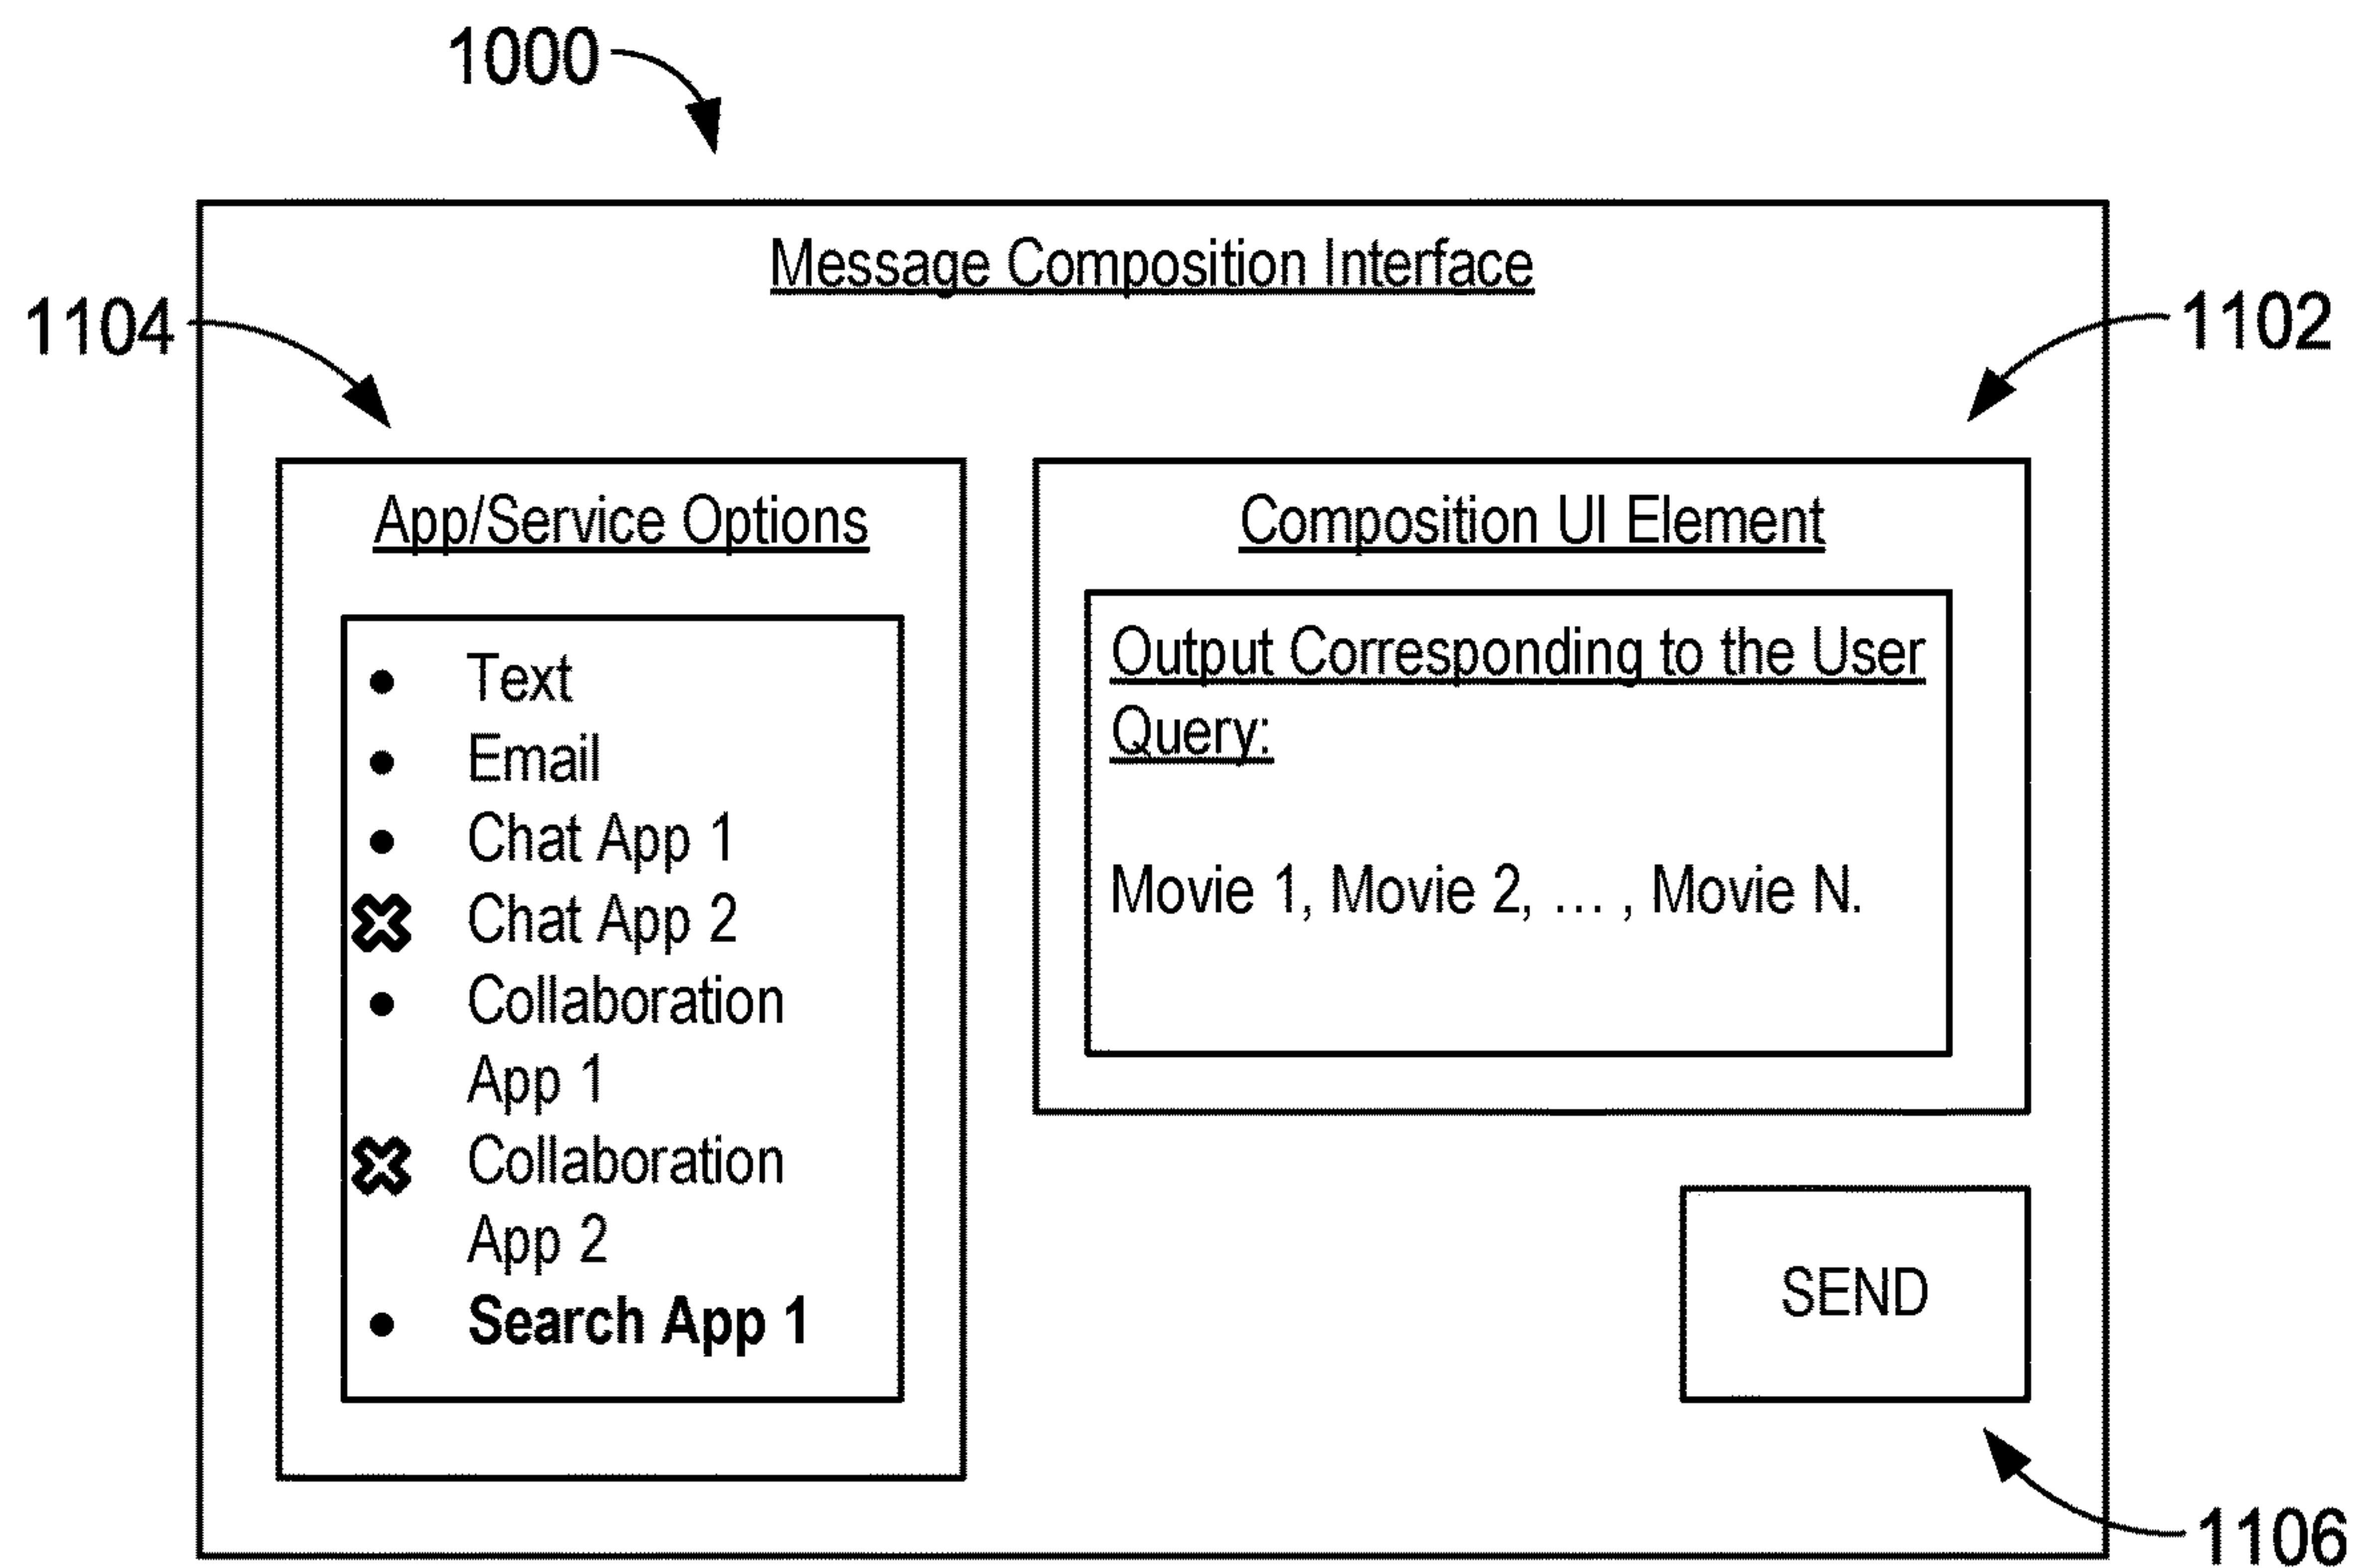 1000
Message Composition Interface
1104
1102
App/Service Options
• Text
• Email
• Chat App 1
Chat App 2
• Collaboration
App 1
Collaboration
App 2
• Search App 1
Composition UI Element
Output Corresponding to the User
Query:
Movie 1, Movie 2, ... , Movie N.
SEND
1106